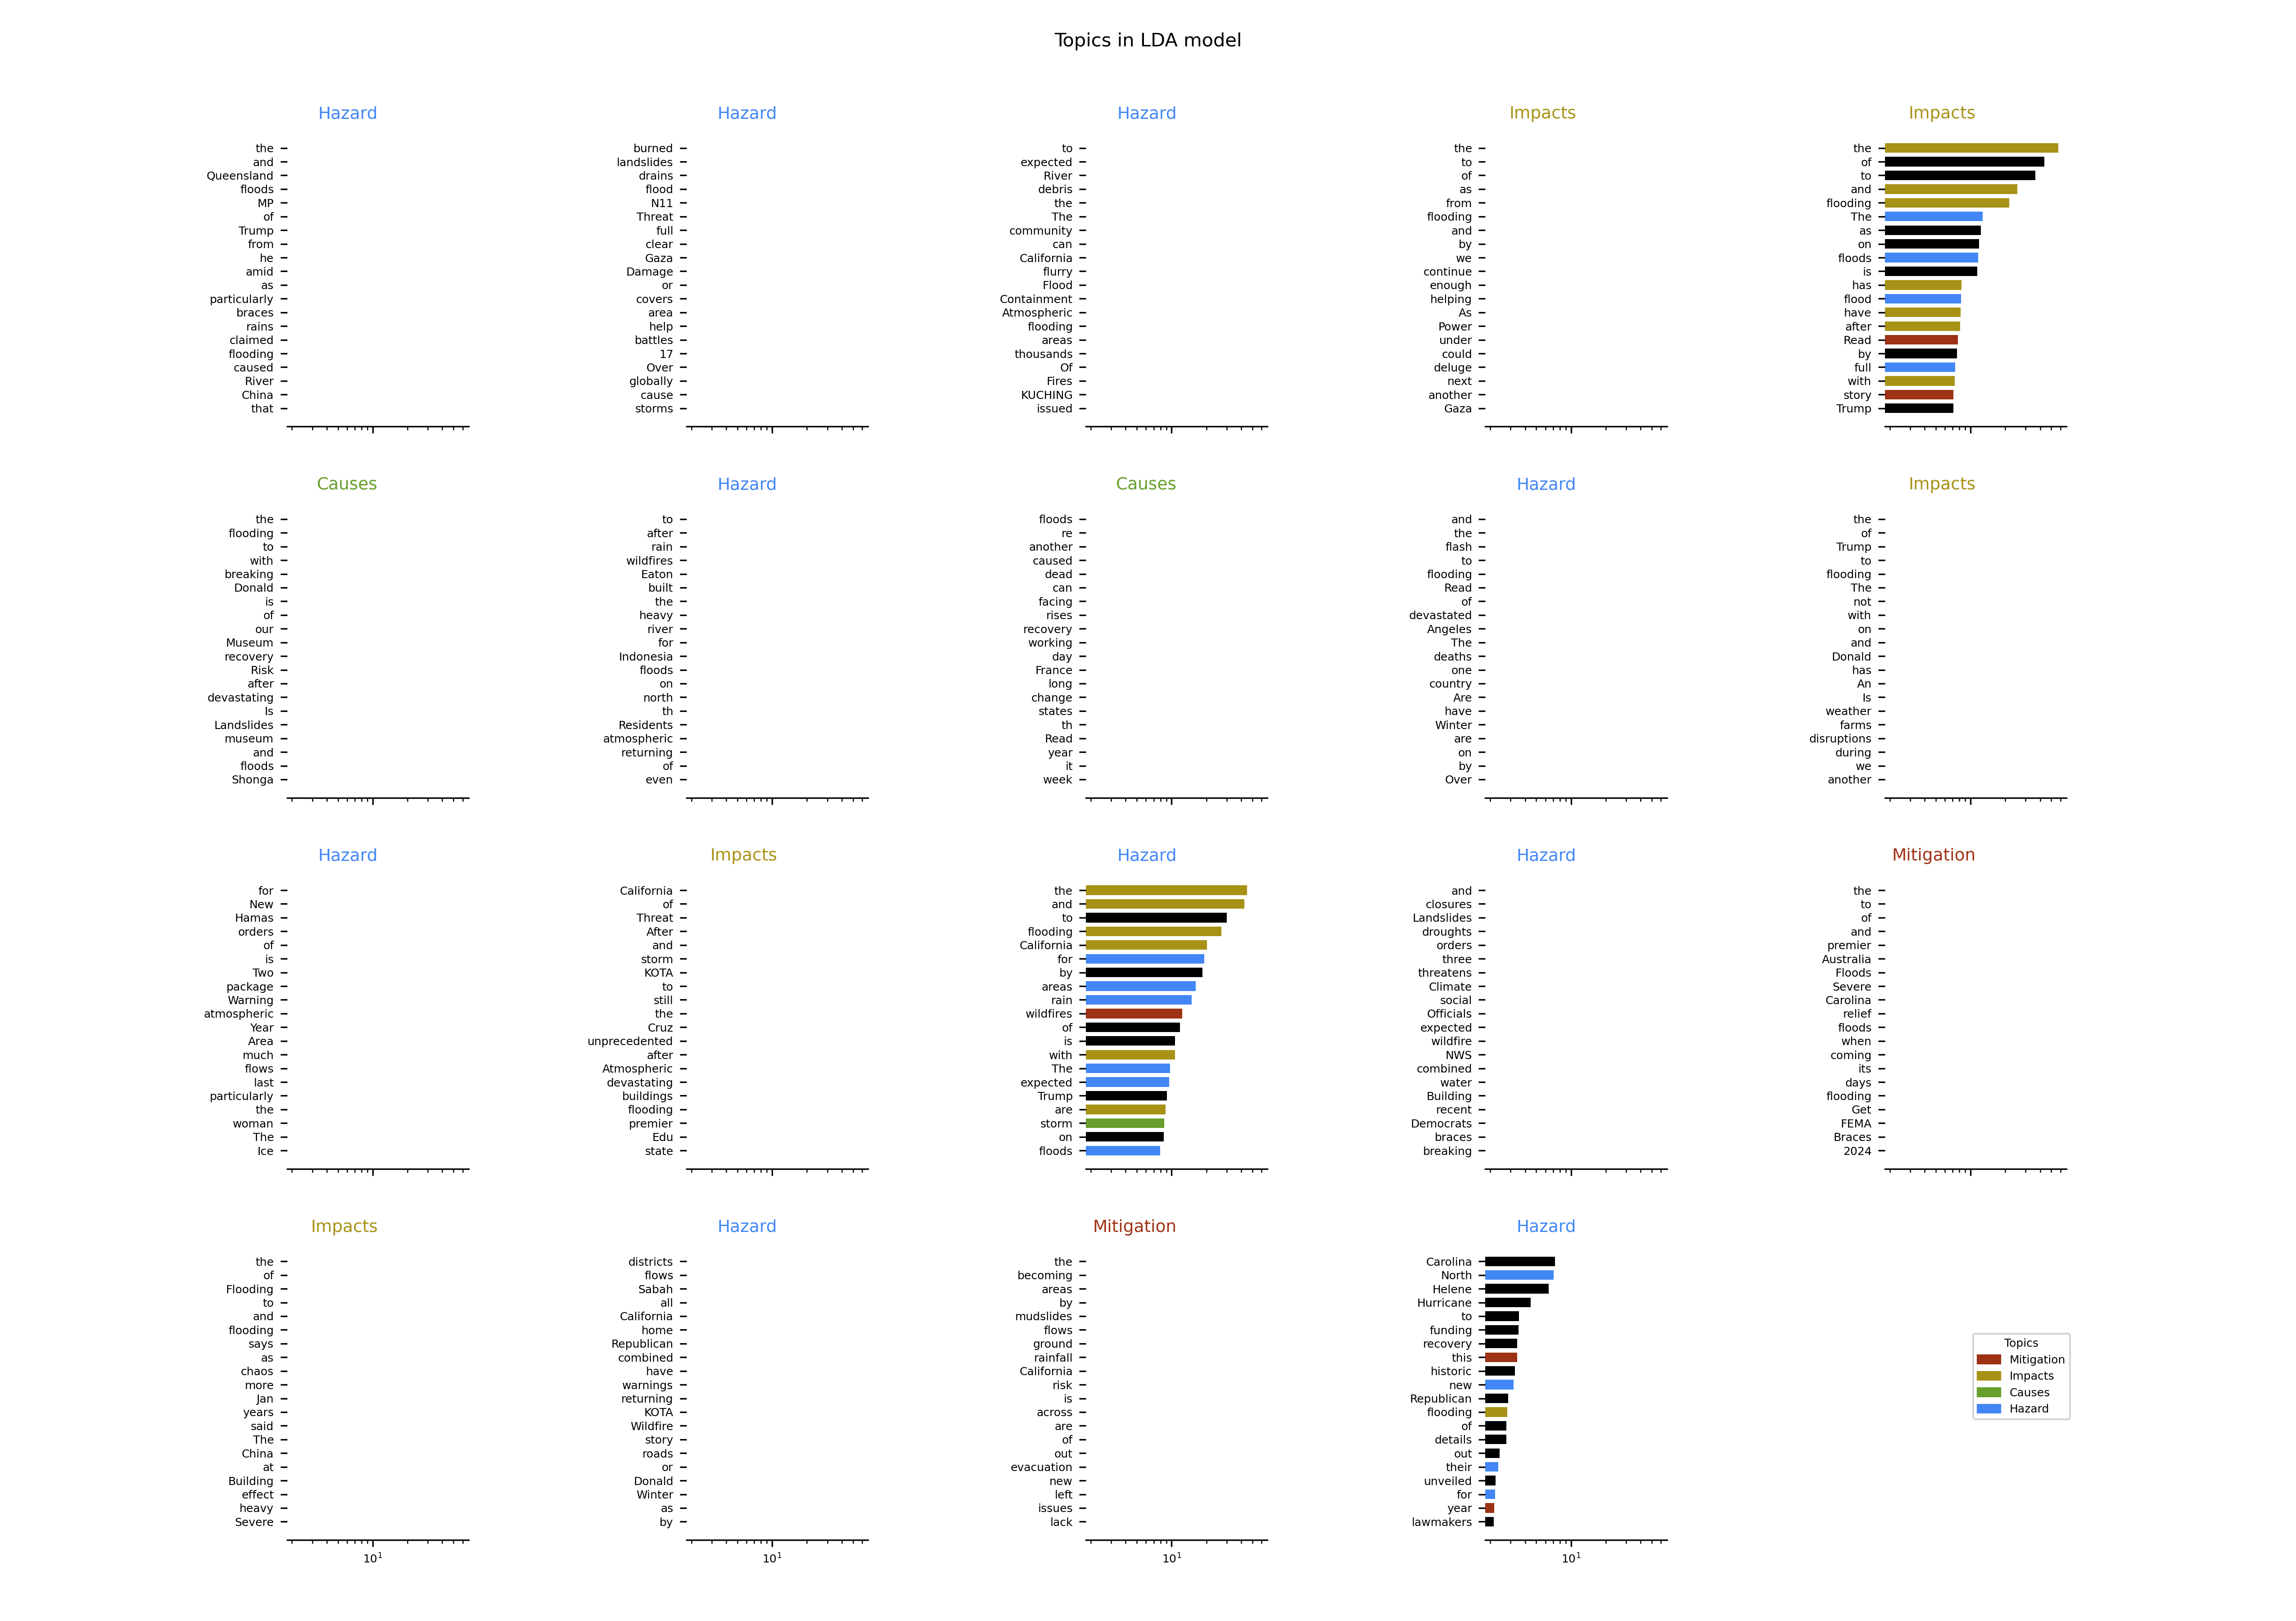 Topics in LDA model
Hazard
the
and
Queensland
floods
MP
of
Trump
from
he
amid
as
particularly
braces
rains
claimed
flooding
caused
River
China
that
Hazard
burned
landslides
drains
flood
N11
Threat
full
clear
Gaza
Damage
or
covers
area
help
battles
17
Over
globally
cause
storms
Hazard
to
expected
River
debris
the
The
community
can
California
flurry
Flood
Containment
Atmospheric
flooding
areas
thousands
Of
Fires
KUCHING
issued
Impacts
the
to
of
as
from
flooding
and
by
we
continue
enough
helping
As
Power
under
could
deluge
next
another
Gaza
Impacts
the
of
to
and
flooding
The
as
on
floods
is
has
flood
have
after
Read
by
full
with
story
Trump
Causes
the
flooding
to
with
breaking
Donald
is
of
our
Museum
recovery
Risk
after
devastating
Is
Landslides
museum
and
floods
Shonga
Hazard
to
after
rain
wildfires
Eaton
built
the
heavy
river
for
Indonesia
floods
on
north
th
Residents
atmospheric
returning
of
even
Causes
floods
re
another
caused
dead
can
facing
rises
recovery
working
day
France
long
change
states
th
Read
year
it
week
Hazard
and
the
flash
to
flooding
Read
of
devastated
Angeles
The
deaths
one
country
Are
have
Winter
are
on
by
Over
Impacts
the
of
Trump
to
flooding
The
not
with
on
and
Donald
has
An
Is
weather
farms
disruptions
during
we
another
Hazard
for
New
Hamas
orders
of
is
Two
package
Warning
atmospheric
Year
Area
much
flows
last
particularly
the
woman
The
Ice
Impacts
California
of
Threat
After
and
storm
KOTA
to
still
the
Cruz
unprecedented
after
Atmospheric
devastating
buildings
flooding
premier
Edu
state
Hazard
the
and
to
flooding
California
for
by
areas
rain
wildfires
of
is
with
The
expected
Trump
are
storm
on
floods
Hazard
and
closures
Landslides
droughts
orders
three
threatens
Climate
social
Officials
expected
wildfire
NWS
combined
water
Building
recent
Democrats
braces
breaking
Mitigation
the
to
of
and
premier
Australia
Floods
Severe
Carolina
relief
floods
when
coming
its
days
flooding
Get
FEMA
Braces
2024
Impacts
the
of
Flooding
to
and
flooding
says
as
chaos
more
Jan
years
said
The
China
at
Building
effect
heavy
Severe
10¹
Hazard
districts
flows
Sabah
all
California
home
Republican
combined
have
warnings
returning
KOTA
Wildfire
story
roads
or
Donald
Winter
as
by
10¹
Mitigation
the
becoming
areas
by
mudslides
flows
ground
rainfall
California
risk
is
across
are
of
out
evacuation
new
left
issues
lack
10¹
Hazard
Carolina
North
Helene
Hurricane
to
funding
recovery
this
historic
new
Republican
flooding
of
details
out
their
unveiled
for
year
lawmakers
10¹
Topics
Mitigation
Impacts
Causes
Hazard